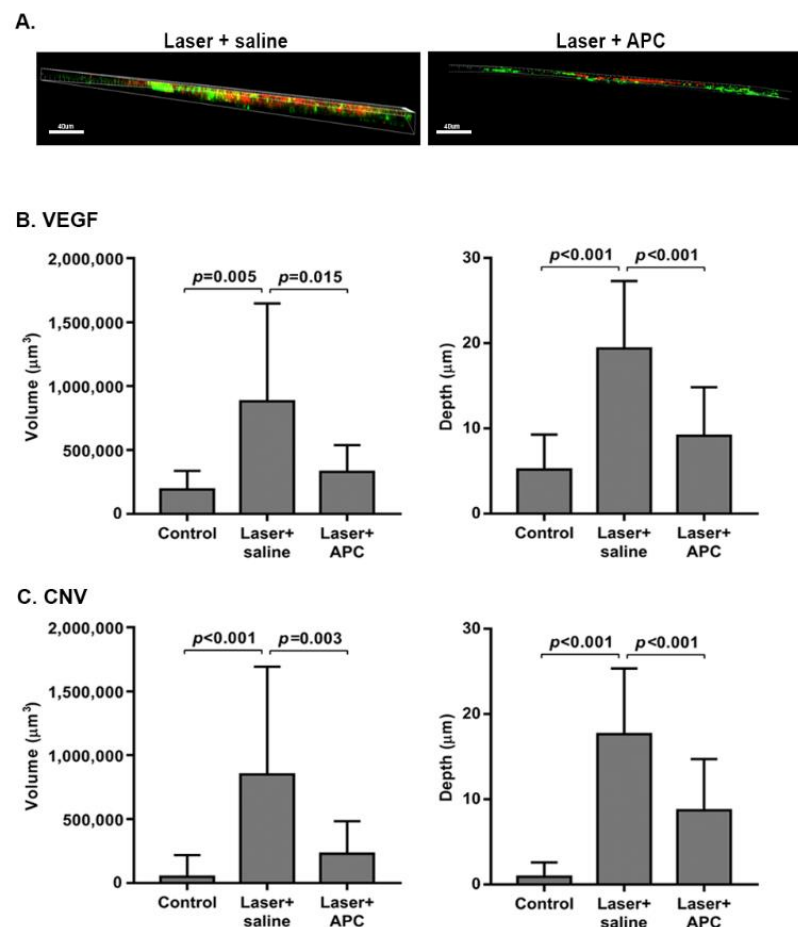 A.
Laser + saline
Laser + APC
40um
40um
B. VEGF
2,000,000
1,500,000
1,000,000
500,000
0
Volume (μm³)
p=0.005
p=0.015
Control
Laser+
saline
Laser+
APC
30
20
10
0
Depth (μm)
p<0.001
p<0.001
Control
Laser+
saline
Laser+
APC
C. CNV
2,000,000
1,500,000
1,000,000
500,000
0
Volume (μm³)
p<0.001
p=0.003
Control
Laser+
saline
Laser+
APC
30
20
10
0
Depth (μm)
p<0.001
p<0.001
Control
Laser+
saline
Laser+
APC